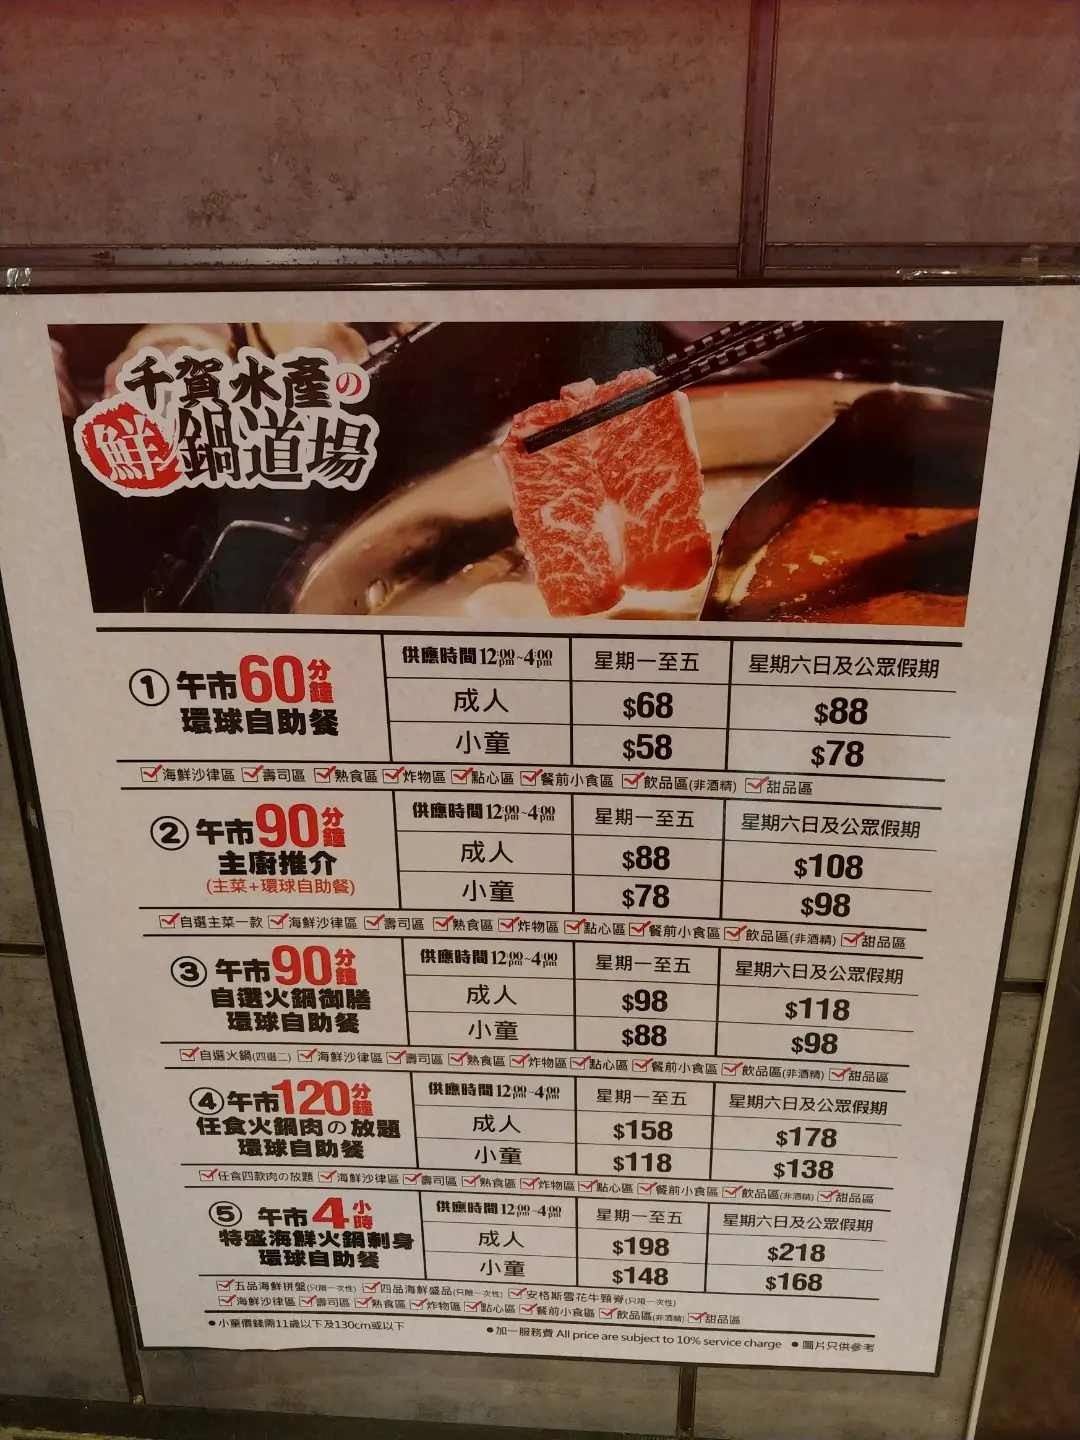 千賀水產の
鮮鍋道場
① 午市60分鐘 供應時間12:00pm~4:00pm 星期一至五 星期六日及公眾假期
環球自助餐 成人 $68 $88
小童 $58 $78
海鮮沙律區 壽司區 熟食區 炸物區 點心區 餐前小食區 飲品區(非酒精) 甜品區
② 午市90分鐘 供應時間12:00pm~4:00pm 星期一至五 星期六日及公眾假期
主廚推介 成人 $88 $108
(主菜+環球自助餐) 小童 $78 $98
自選主菜一款 海鮮沙律區 壽司區 熟食區 炸物區 點心區 餐前小食區 飲品區(非酒精) 甜品區
③ 午市90分鐘 供應時間12:00pm~4:00pm 星期一至五 星期六日及公眾假期
自選火鍋御膳 成人 $98 $118
環球自助餐 小童 $88 $98
自選火鍋(四選二) 海鮮沙律區 壽司區 熟食區 炸物區 點心區 餐前小食區 飲品區(非酒精) 甜品區
④ 午市120分鐘 供應時間12:00pm~4:00pm 星期一至五 星期六日及公眾假期
任食火鍋肉の放題 成人 $158 $178
環球自助餐 小童 $118 $138
任食四款肉の放題 海鮮沙律區 壽司區 熟食區 炸物區 點心區 餐前小食區 飲品區(非酒精) 甜品區
⑤ 午市4小時 供應時間12:00pm~4:00pm 星期一至五 星期六日及公眾假期
特盛海鮮火鍋刺身 成人 $198 $218
環球自助餐 小童 $148 $168
五品海鮮拼盤(只限一次性) 四品海鮮盛品(只限一次性) 安格斯雪花牛頸脊(只限一次性)
海鮮沙律區 壽司區 熟食區 炸物區 點心區 餐前小食區 飲品區(非酒精) 甜品區
● 小童價錢需11歲以下及130cm或以下 ● 加一服務費 All price are subject to 10% service charge ● 圖片只供參考